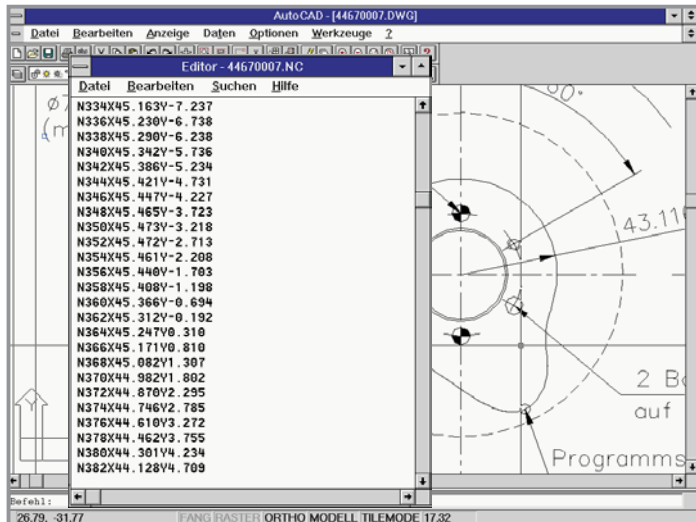 AutoCAD - [44670007.DWG]
Datei Bearbeiten Anzeige Daten Optionen Werkzeuge ?
Editor - 44670007.NC
Datei Bearbeiten Suchen Hilfe
N334X45.163Y-7.237
N336X45.230Y-6.738
N338X45.290Y-6.238
N340X45.342Y-5.736
N342X45.386Y-5.234
N344X45.421Y-4.731
N346X45.447Y-4.227
N348X45.465Y-3.723
N350X45.473Y-3.218
N352X45.472Y-2.713
N354X45.461Y-2.208
N356X45.440Y-1.703
N358X45.408Y-1.198
N360X45.366Y-0.694
N362X45.312Y-0.192
N364X45.247Y0.310
N366X45.171Y0.810
N368X45.082Y1.307
N370X44.982Y1.802
N372X44.870Y2.295
N374X44.746Y2.785
N376X44.610Y3.272
N378X44.462Y3.755
N380X44.301Y4.234
N382X44.128Y4.709
ø7
(m
43.110
2 Bo
auf
Programms
Y
Befehl:
26.79, -31.77 FANG RASTER ORTHO MODELL TILEMODE 17.32